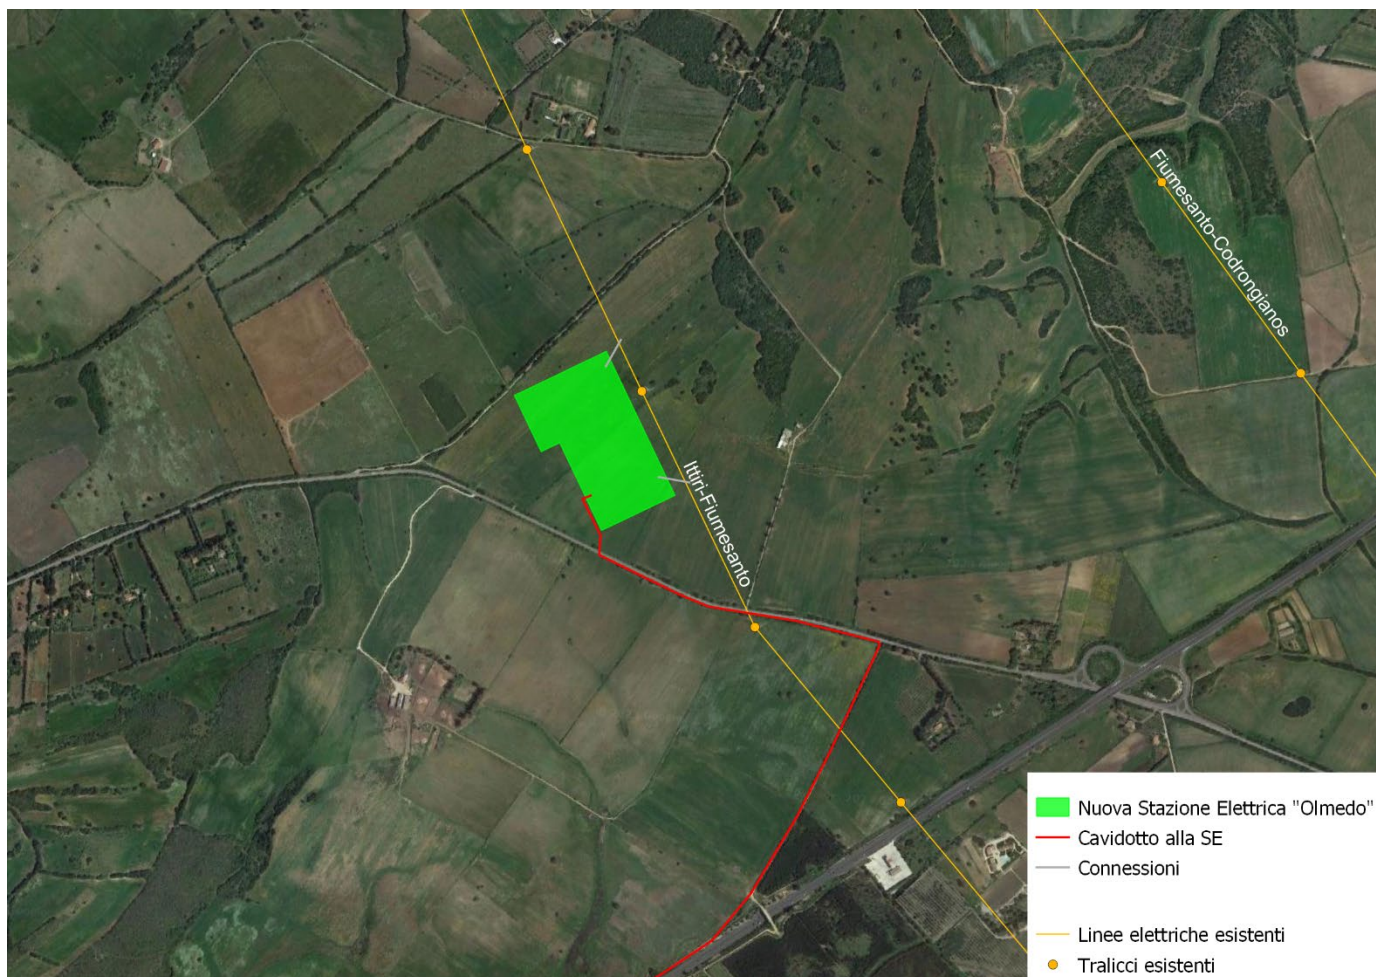 Fiumesanto-Codrongianos
Ittiri-Fiumesanto
Nuova Stazione Elettrica "Olmedo"
Cavidotto alla SE
Connessioni
Linee elettriche esistenti
Tralicci esistenti